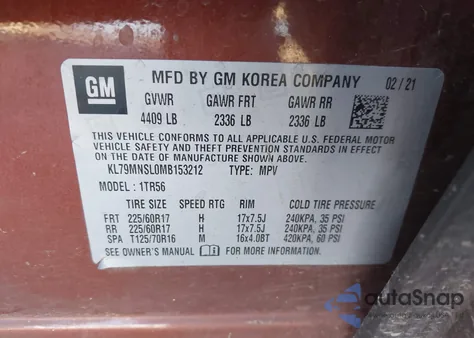 GM MFD BY GM KOREA COMPANY 02/21
GVWR GAWR FRT GAWR RR
4409 LB 2336 LB 2336 LB
THIS VEHICLE CONFORMS TO ALL APPLICABLE U.S. FEDERAL MOTOR
VEHICLE SAFETY AND THEFT PREVENTION STANDARDS IN EFFECT ON
THE DATE OF MANUFACTURE SHOWN ABOVE.
KL79MNSL0MB153212 TYPE: MPV
MODEL: 1TR56
TIRE SIZE SPEED RTG RIM COLD TIRE PRESSURE
FRT 225/60R17 H 17x7.5J 240KPA, 35 PSI
RR 225/60R17 H 17x7.5J 240KPA, 35 PSI
SPA T125/70R16 M 16x4.0BT 420KPA, 60 PSI
SEE OWNER'S MANUAL i FOR MORE INFORMATION.
autoSnap